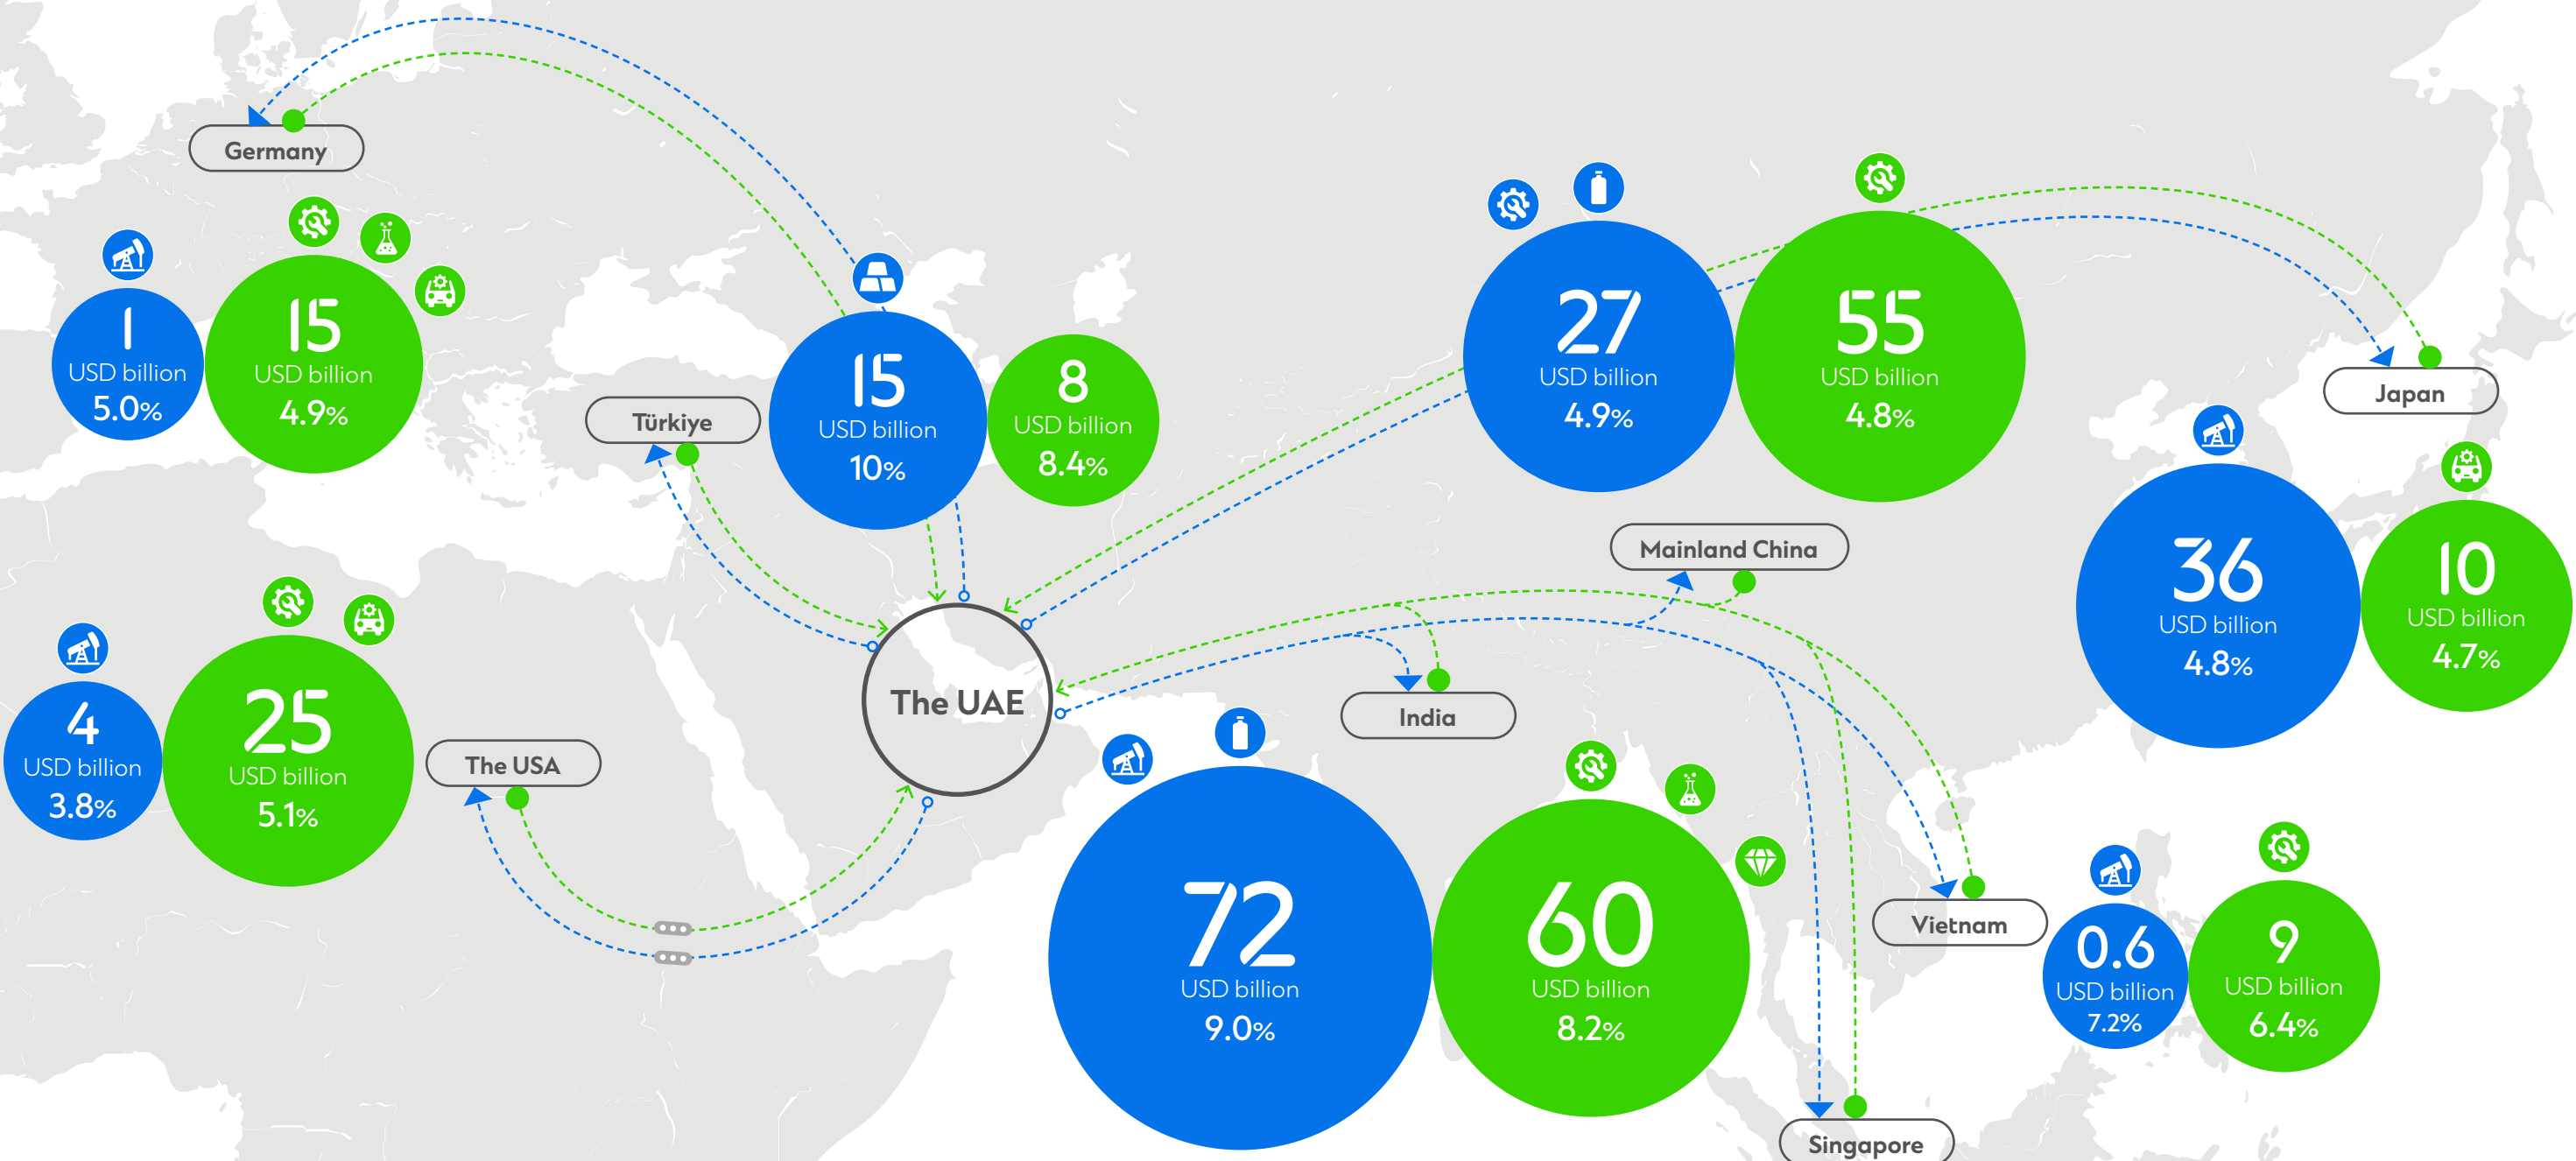 Germany
1
USD billion
5.0%
15
USD billion
4.9%
Türkiye
15
USD billion
10%
8
USD billion
8.4%
27
USD billion
4.9%
55
USD billion
4.8%
Japan
36
USD billion
4.8%
10
USD billion
4.7%
Mainland China
The UAE
India
4
USD billion
3.8%
25
USD billion
5.1%
The USA
72
USD billion
9.0%
60
USD billion
8.2%
Vietnam
0.6
USD billion
7.2%
9
USD billion
6.4%
Singapore